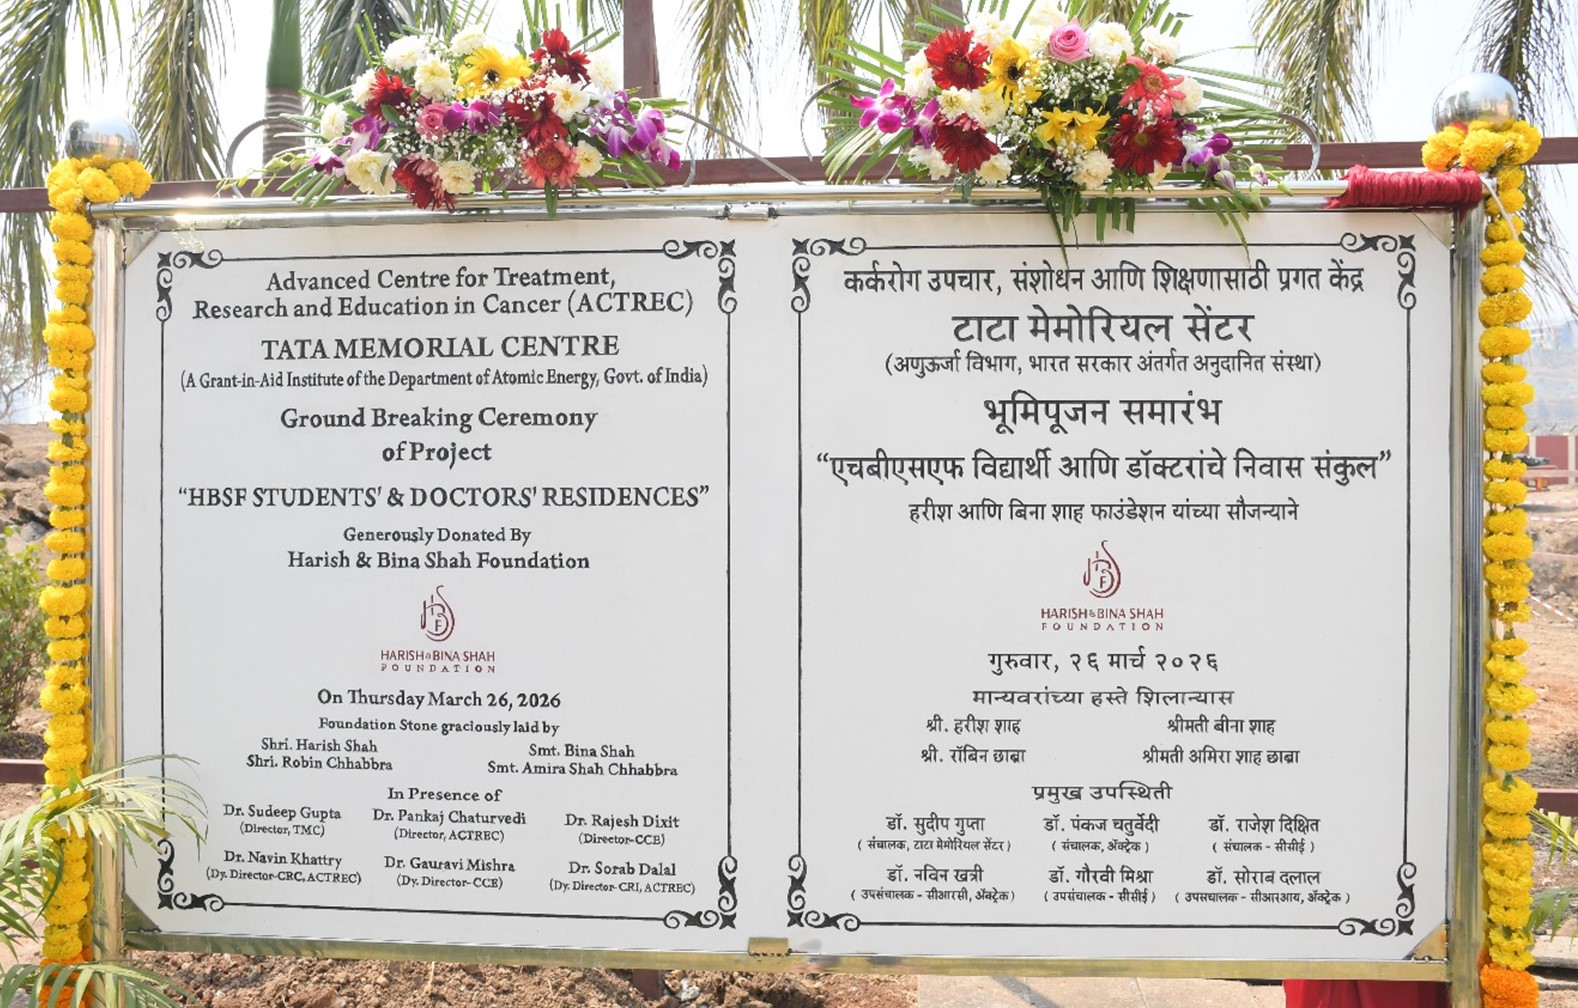 Advanced Centre for Treatment,
Research and Education in Cancer (ACTREC)
TATA MEMORIAL CENTRE
(A Grant-in-Aid Institute of the Department of Atomic Energy, Govt. of India)
Ground Breaking Ceremony
of Project
"HBSF STUDENTS' & DOCTORS' RESIDENCES"
Generously Donated By
Harish & Bina Shah Foundation
HBSF
HARISH & BINA SHAH
FOUNDATION
On Thursday March 26, 2026
Foundation Stone graciously laid by
Shri. Harish Shah Smt. Bina Shah
Shri. Robin Chhabbra Smt. Amira Shah Chhabbra
In Presence of
Dr. Sudeep Gupta Dr. Pankaj Chaturvedi Dr. Rajesh Dixit
(Director, TMC) (Director, ACTREC) (Director-CCE)
Dr. Navin Khattry Dr. Gauravi Mishra Dr. Sorab Dalal
(Dy. Director-CRC, ACTREC) (Dy. Director-CCE) (Dy. Director-CRI, ACTREC)
कर्करोग उपचार, संशोधन आणि शिक्षणासाठी प्रगत केंद्र
टाटा मेमोरियल सेंटर
(अणुऊर्जा विभाग, भारत सरकार अंतर्गत अनुदानित संस्था)
भूमिपूजन समारंभ
“एचबीएसएफ विद्यार्थी आणि डॉक्टरांचे निवास संकुल”
हरीश आणि बिना शाह फाउंडेशन यांच्या सौजन्याने
HBSF
HARISH & BINA SHAH
FOUNDATION
गुरुवार, २६ मार्च २०२६
मान्यवरांच्या हस्ते शिलान्यास
श्री. हरीश शाह श्रीमती बीना शाह
श्री. रॉबिन छाब्रा श्रीमती अमिरा शाह छाब्रा
प्रमुख उपस्थिती
डॉ. सुदीप गुप्ता डॉ. पंकज चतुर्वेदी डॉ. राजेश दिक्षित
( संचालक, टाटा मेमोरियल सेंटर ) ( संचालक, ॲक्ट्रेक ) ( संचालक - सीसीई )
डॉ. नविन खत्री डॉ. गौरवी मिश्रा डॉ. सोराब दलाल
( उपसंचालक - सीआरसी, ॲक्ट्रेक ) ( उपसंचालक - सीसीई ) ( उपसचालक - सीआरआय, ॲक्ट्रेक )